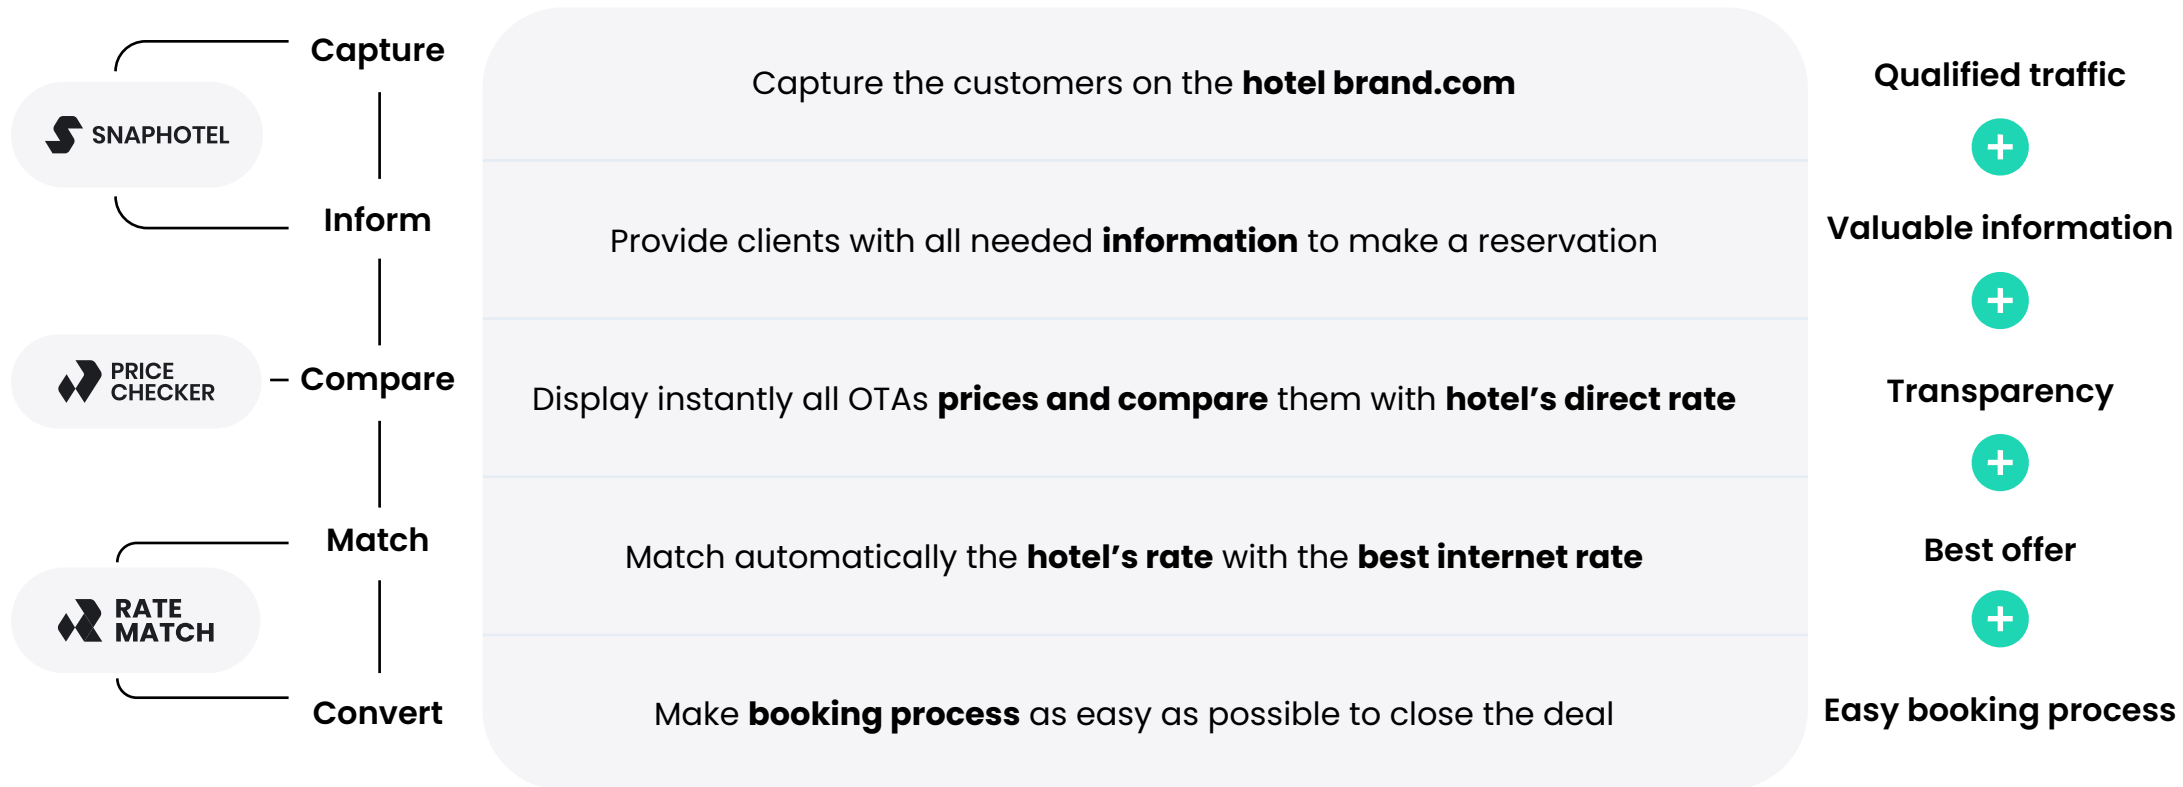 Capture
Capture the customers on the hotel brand.com
Qualified traffic
SNAPHOTEL
Inform
Provide clients with all needed information to make a reservation
Valuable information
PRICE
CHECKER
Compare
Display instantly all OTAs prices and compare them with hotel’s direct rate
Transparency
Match
Match automatically the hotel’s rate with the best internet rate
Best offer
RATE
MATCH
Convert
Make booking process as easy as possible to close the deal
Easy booking process